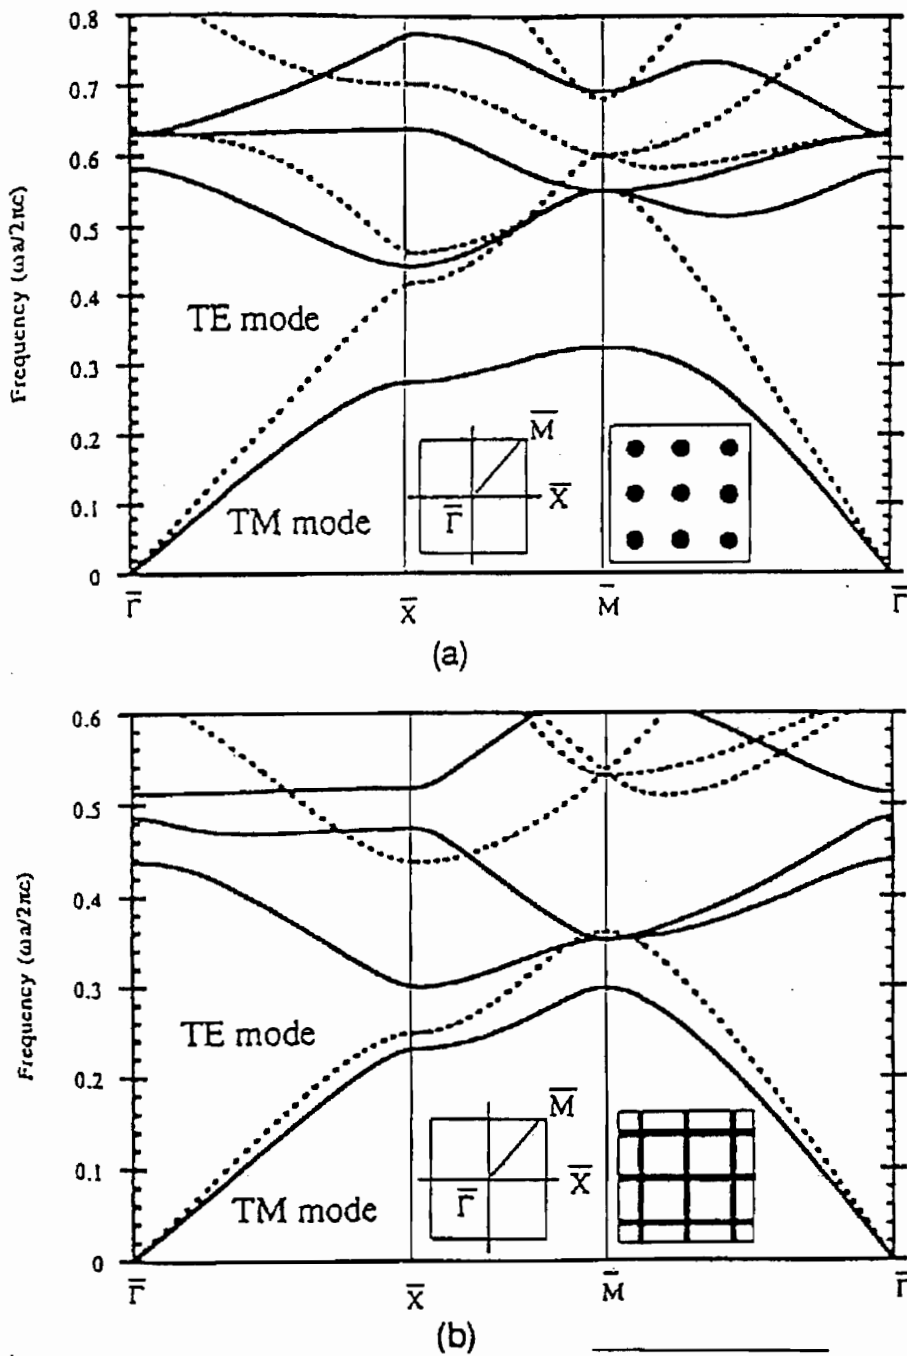 0.8
0.7
0.6
0.5
0.4
0.3
0.2
0.1
0
Frequency (ωa/2πc)
TE mode
TM mode
M̅
X̅
Γ̅
Γ̅
X̅
M̅
Γ̅
(a)
0.6
0.5
0.4
0.3
0.2
0.1
0
Frequency (ωa/2πc)
TE mode
TM mode
M̅
X̅
Γ̅
Γ̅
X̅
M̅
Γ̅
(b)